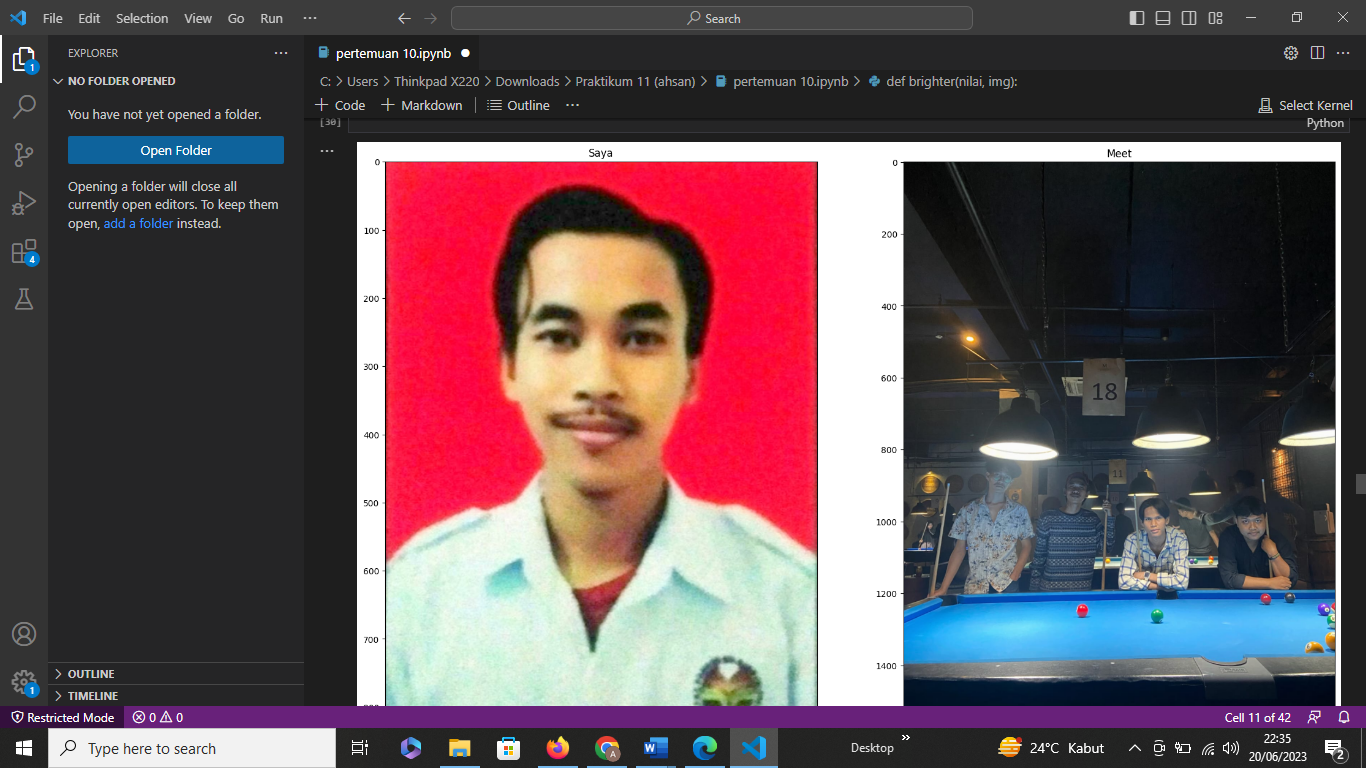 File Edit Selection View Go Run ···
Search
EXPLORER ···
NO FOLDER OPENED
You have not yet opened a folder.
Open Folder
Opening a folder will close all
currently open editors. To keep them
open, add a folder instead.
OUTLINE
TIMELINE
1
4
1
pertemuan 10.ipynb
C: > Users > Thinkpad X220 > Downloads > Praktikum 11 (ahsan) > pertemuan 10.ipynb > def brighter(nilai, img):
+ Code + Markdown Outline ··· Select Kernel
[30] Python
···
Saya
0
100
200
300
400
500
600
700
800
Meet
0
200
400
600
800
1000
1200
1400
18
11
Restricted Mode 0 0 Cell 11 of 42
Type here to search
Desktop » 24°C Kabut 22:35
20/06/2023
2